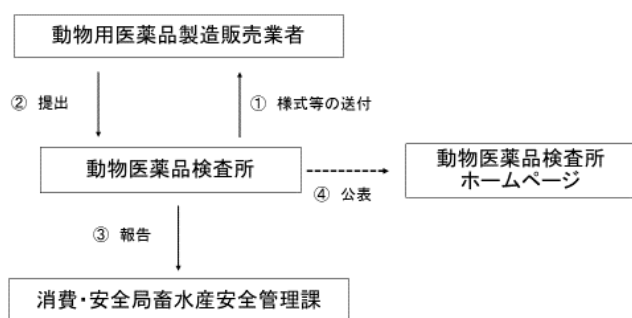 動物用医薬品製造販売業者
② 提出
① 様式等の送付
動物医薬品検査所
動物医薬品検査所
ホームページ
④ 公表
③ 報告
消費・安全局畜水産安全管理課